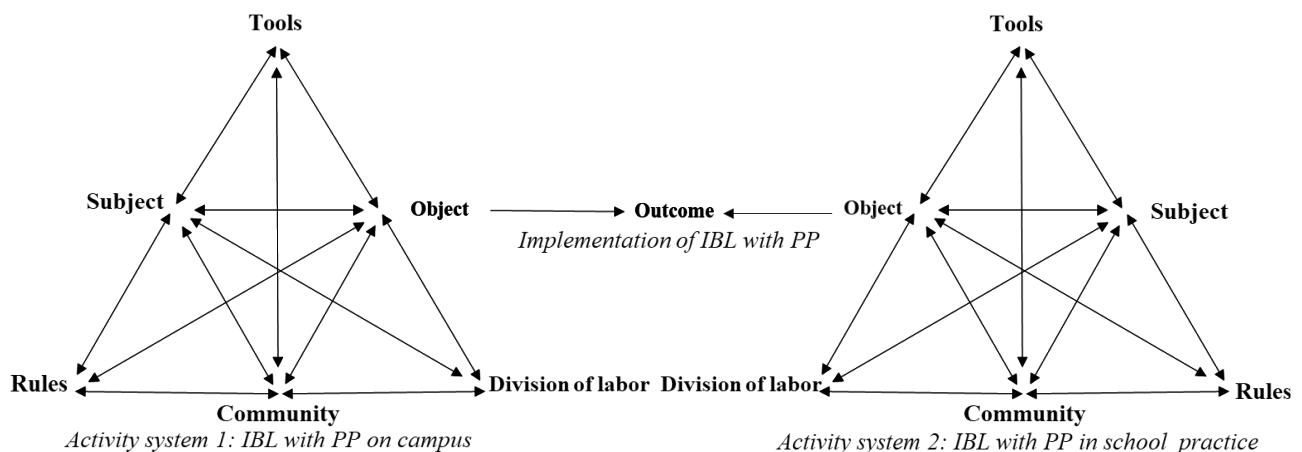 Tools
Tools
Subject
Object
Outcome
Object
Subject
Implementation of IBL with PP
Rules
Division of labor
Division of labor
Rules
Community
Community
Activity system 1: IBL with PP on campus
Activity system 2: IBL with PP in school practice